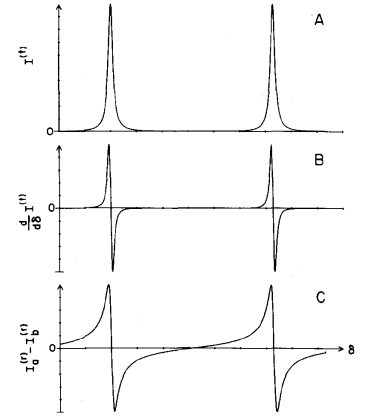 A
I^(t)
0
B
d/dδ I^(t)
0
C
I_a^(r) - I_b^(r)
0
δ